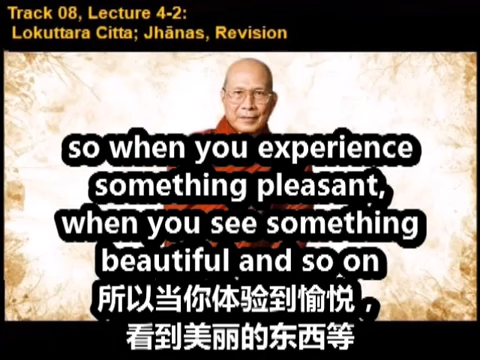 Track 08, Lecture 4-2:
Lokuttara Citta; Jhānas, Revision
so when you experience
something pleasant,
when you see something
beautiful and so on
所以当你体验到愉悦，
看到美丽的东西等